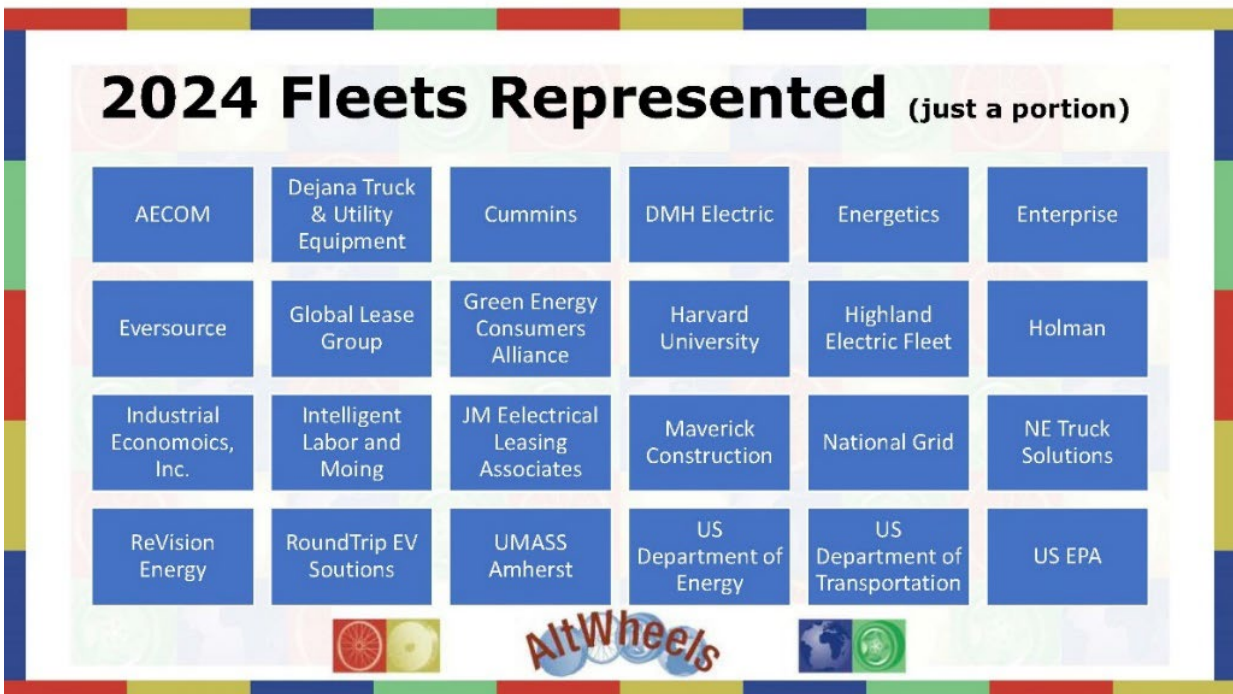 2024 Fleets Represented (just a portion)
AECOM
Dejana Truck
& Utility
Equipment
Cummins
DMH Electric
Energetics
Enterprise
Eversource
Global Lease
Group
Green Energy
Consumers
Alliance
Harvard
University
Highland
Electric Fleet
Holman
Industrial
Economoics,
Inc.
Intelligent
Labor and
Moing
JM Eelectrical
Leasing
Associates
Maverick
Construction
National Grid
NE Truck
Solutions
ReVision
Energy
RoundTrip EV
Soutions
UMASS
Amherst
US
Department of
Energy
US
Department of
Transportation
US EPA
AltWheels